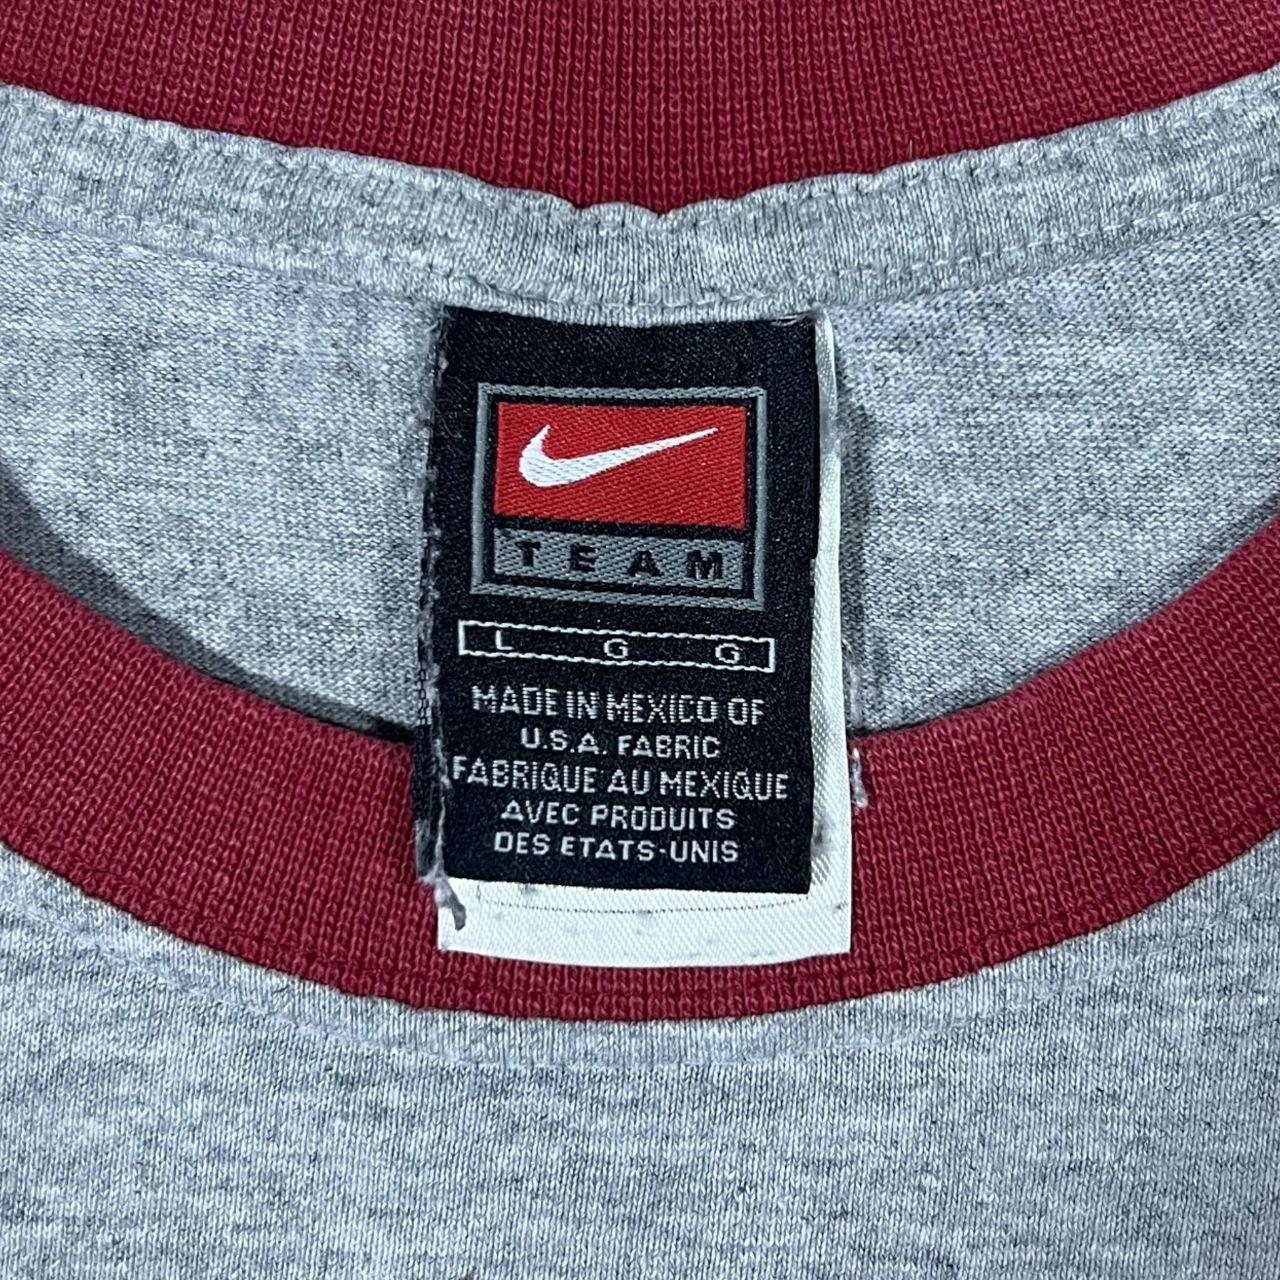 TEAM
L G G
MADE IN MEXICO OF
U.S.A. FABRIC
FABRIQUE AU MEXIQUE
AVEC PRODUITS
DES ETATS-UNIS